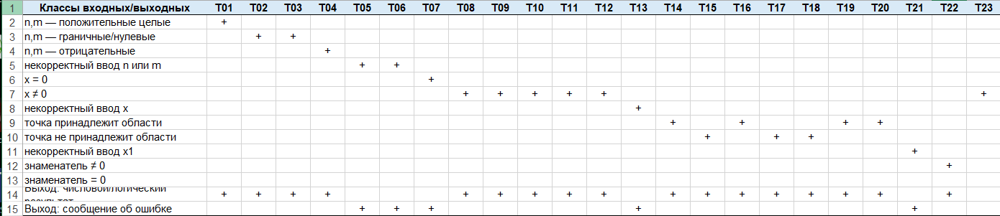 1 Классы входных/выходных T01 T02 T03 T04 T05 T06 T07 T08 T09 T10 T11 T12 T13 T14 T15 T16 T17 T18 T19 T20 T21 T22 T23
2 n,m — положительные целые +
3 n,m — граничные/нулевые + +
4 n,m — отрицательные +
5 некорректный ввод n или m + +
6 x = 0 +
7 x ≠ 0 + + + + + +
8 некорректный ввод x +
9 точка принадлежит области + + + +
10 точка не принадлежит области + + +
11 некорректный ввод x1 +
12 знаменатель ≠ 0 +
13 знаменатель = 0
Выход: числовой/логический
14 результат + + + + + + + + + + + + + + + + +
15 Выход: сообщение об ошибке + + + + +